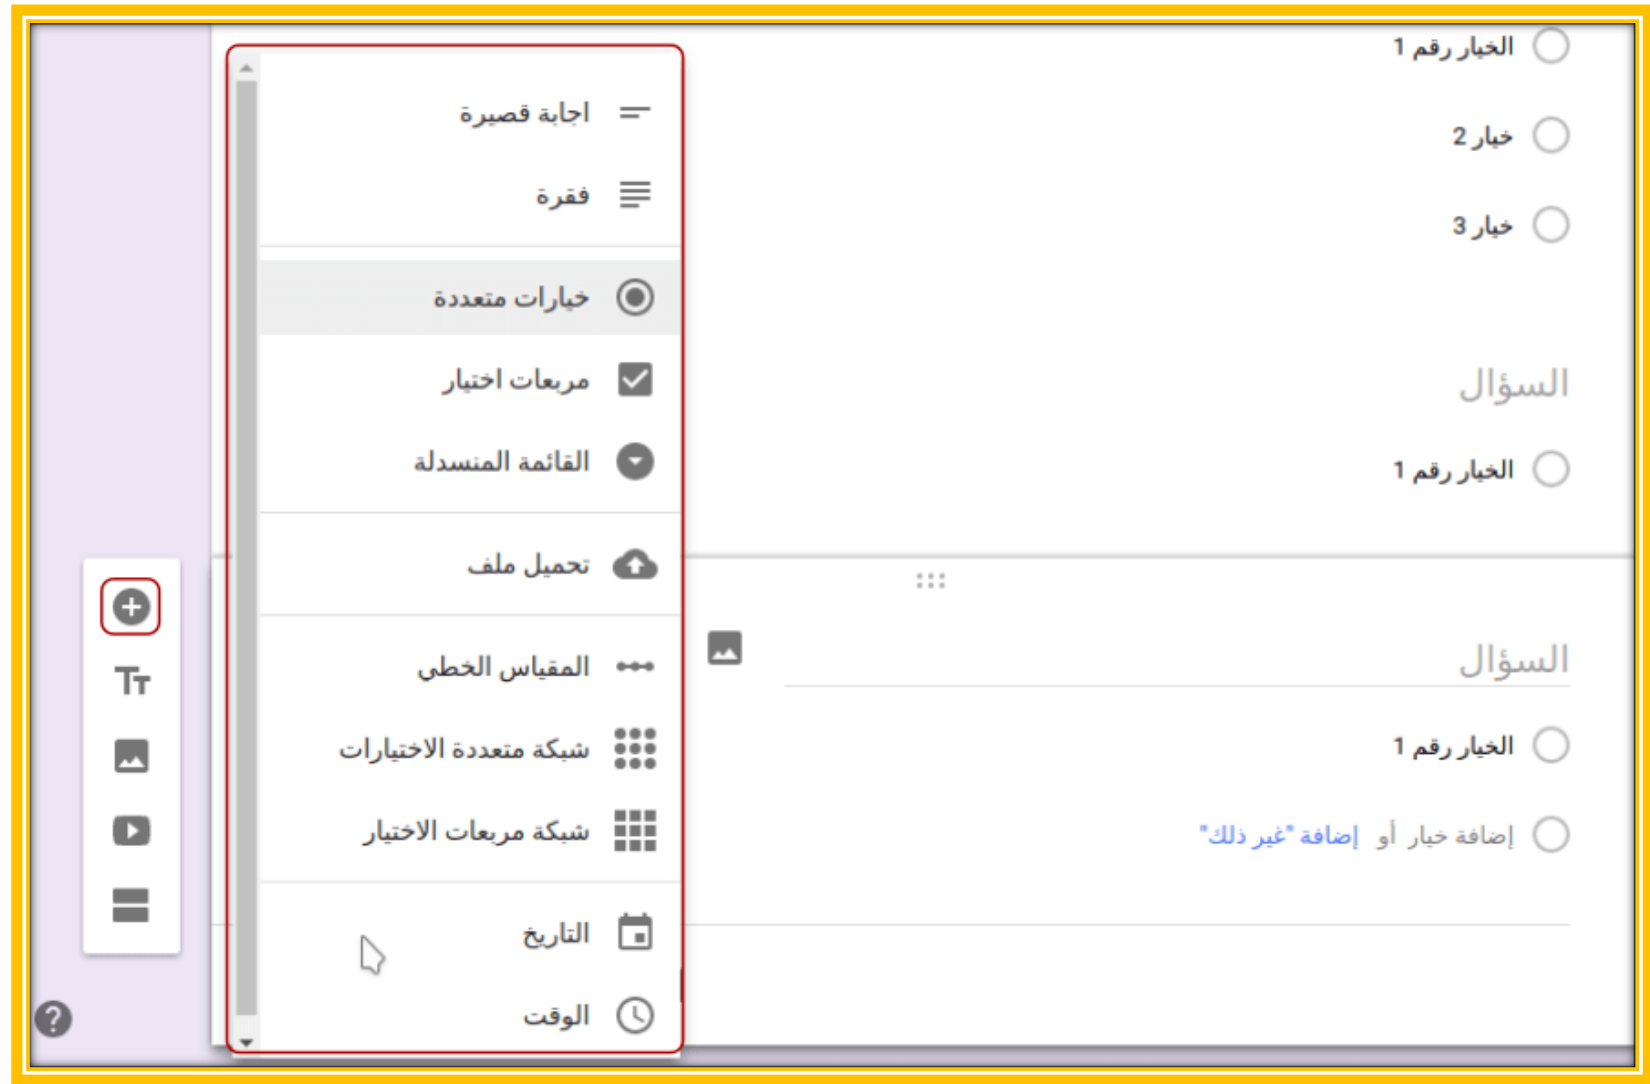 الخيار رقم 1
خيار 2
خيار 3
السؤال
الخيار رقم 1
السؤال
الخيار رقم 1
إضافة خيار أو إضافة "غير ذلك"
اجابة قصيرة
فقرة
خيارات متعددة
مربعات اختيار
القائمة المنسدلة
تحميل ملف
المقياس الخطي
شبكة متعددة الاختيارات
شبكة مربعات الاختيار
التاريخ
الوقت
Tт
?